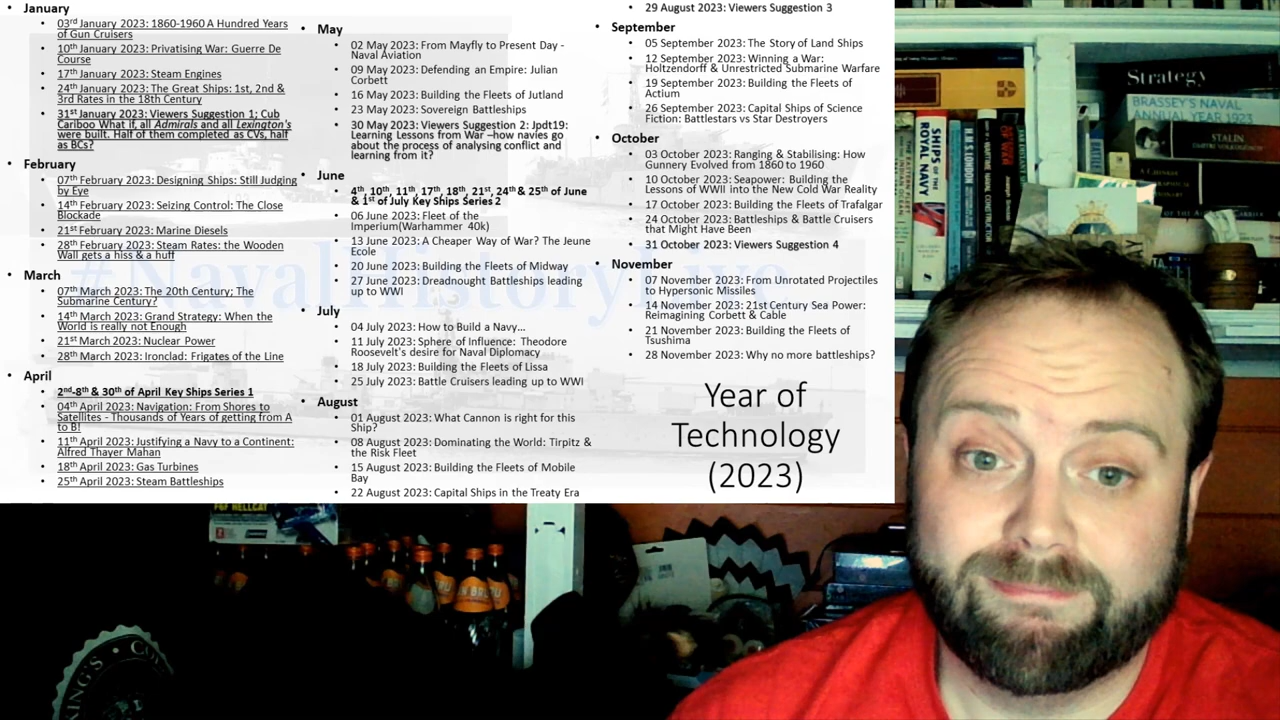 January
03rd January 2023: 1860-1960 A Hundred Years
of Gun Cruisers
10th January 2023: Privatising War: Guerre De
Course
17th January 2023: Steam Engines
24th January 2023: The Great Ships: 1st, 2nd &
3rd Rates in the 18th Century
31st January 2023: Viewers Suggestion 1; Cub
Cariboo What if, all Admirals and all Lexington's
were built. Half of them completed as CVs, half
as BCs?
February
07th February 2023: Designing Ships: Still Judging
by Eye
14th February 2023: Seizing Control: The Close
Blockade
21st February 2023: Marine Diesels
28th February 2023: Steam Rates: the Wooden
Wall gets a hiss & a huff
March
07th March 2023: The 20th Century; The
Submarine Century?
14th March 2023: Grand Strategy: When the
World is really not Enough
21st March 2023: Nuclear Power
28th March 2023: Ironclad: Frigates of the Line
April
2nd-8th & 30th of April Key Ships Series 1
04th April 2023: Navigation: From Shores to
Satellites - Thousands of Years of getting from A
to B!
11th April 2023: Justifying a Navy to a Continent:
Alfred Thayer Mahan
18th April 2023: Gas Turbines
25th April 2023: Steam Battleships
May
02 May 2023: From Mayfly to Present Day -
Naval Aviation
09 May 2023: Defending an Empire: Julian
Corbett
16 May 2023: Building the Fleets of Jutland
23 May 2023: Sovereign Battleships
30 May 2023: Viewers Suggestion 2: Jpdt19:
Learning Lessons from War –how navies go
about the process of analysing conflict and
learning from it?
June
4th, 10th, 11th, 17th, 18th, 21st, 24th & 25th of June
& 1st of July Key Ships Series 2
06 June 2023: Fleet of the
Imperium(Warhammer 40k)
13 June 2023: A Cheaper Way of War? The Jeune
Ecole
20 June 2023: Building the Fleets of Midway
27 June 2023: Dreadnought Battleships leading
up to WWI
July
04 July 2023: How to Build a Navy...
11 July 2023: Sphere of Influence: Theodore
Roosevelt's desire for Naval Diplomacy
18 July 2023: Building the Fleets of Lissa
25 July 2023: Battle Cruisers leading up to WWI
August
01 August 2023: What Cannon is right for this
Ship?
08 August 2023: Dominating the World: Tirpitz &
the Risk Fleet
15 August 2023: Building the Fleets of Mobile
Bay
22 August 2023: Capital Ships in the Treaty Era
29 August 2023: Viewers Suggestion 3
September
05 September 2023: The Story of Land Ships
12 September 2023: Winning a War:
Holtzendorff & Unrestricted Submarine Warfare
19 September 2023: Building the Fleets of
Actium
26 September 2023: Capital Ships of Science
Fiction: Battlestars vs Star Destroyers
October
03 October 2023: Ranging & Stabilising: How
Gunnery Evolved from 1860 to 1960
10 October 2023: Seapower: Building the
Lessons of WWII into the New Cold War Reality
17 October 2023: Building the Fleets of Trafalgar
24 October 2023: Battleships & Battle Cruisers
that Might Have Been
31 October 2023: Viewers Suggestion 4
November
07 November 2023: From Unrotated Projectiles
to Hypersonic Missiles
14 November 2023: 21st Century Sea Power:
Reimagining Corbett & Cable
21 November 2023: Building the Fleets of
Tsushima
28 November 2023: Why no more battleships?
Year of
Technology
(2023)
#NavalHistoryLive
Strategy
BRASSEY'S NAVAL
ANNUAL YEAR 1923
STALIN
SHIPS OF THE
ROYAL NAVY
H.M.S LONDON
F6F HELLCAT